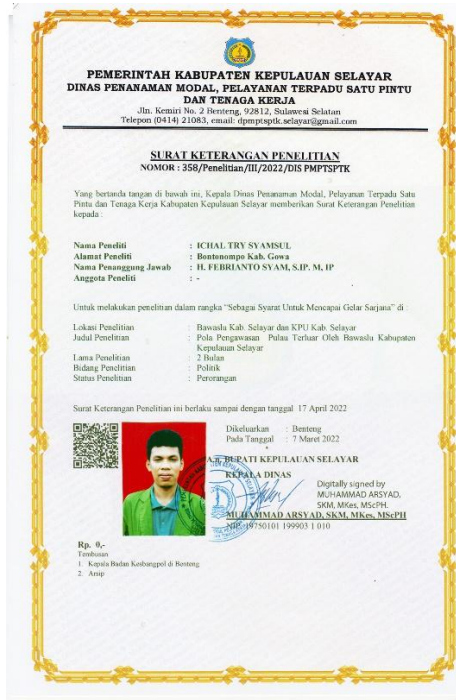 PEMERINTAH KABUPATEN KEPULAUAN SELAYAR
DINAS PENANAMAN MODAL, PELAYANAN TERPADU SATU PINTU
DAN TENAGA KERJA
Jln. Kemiri No. 2 Benteng, 92812, Sulawesi Selatan
Telepon (0414) 21083, email: dpmptsptk.selayar@gmail.com
SURAT KETERANGAN PENELITIAN
NOMOR : 358/Penelitian/III/2022/DIS PMPTSPTK
Yang bertanda tangan di bawah ini, Kepala Dinas Penanaman Modal, Pelayanan Terpadu Satu
Pintu dan Tenaga Kerja Kabupaten Kepulauan Selayar memberikan Surat Keterangan Penelitian
kepada :
Nama Peneliti : ICHAL TRY SYAMSUL
Alamat Peneliti : Bontonompo Kab. Gowa
Nama Penanggung Jawab : H. FEBRIANTO SYAM, S.IP. M, IP
Anggota Peneliti : -
Untuk melakukan penelitian dalam rangka “Sebagai Syarat Untuk Mencapai Gelar Sarjana” di :
Lokasi Penelitian : Bawaslu Kab. Selayar dan KPU Kab. Selayar
Judul Penelitian : Pola Pengawasan Pulau Terluar Oleh Bawaslu Kabupaten
Kepulauan Selayar
Lama Penelitian : 2 Bulan
Bidang Penelitian : Politik
Status Penelitian : Perorangan
Surat Keterangan Penelitian ini berlaku sampai dengan tanggal 17 April 2022
Dikeluarkan : Benteng
Pada Tanggal : 7 Maret 2022
A.n. BUPATI KEPULAUAN SELAYAR
KEPALA DINAS
Digitally signed by
MUHAMMAD ARSYAD,
SKM, MKes, MScPH.
MUHAMMAD ARSYAD, SKM, MKes, MScPH
NIP. 19750101 199903 1 010
Rp. 0,-
Tembusan
1. Kepala Badan Kesbangpol di Benteng
2. Arsip